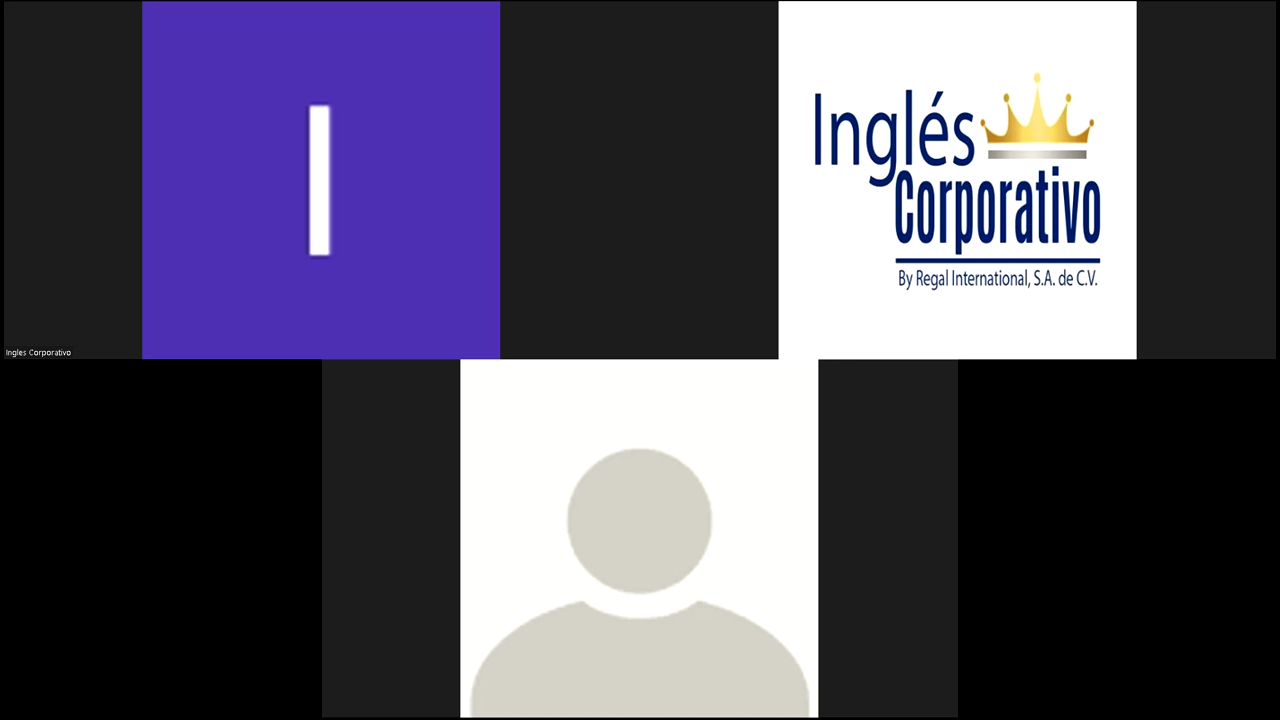 I
Ingles Corporativo
Inglés
Corporativo
By Regal International, S.A. de C.V.